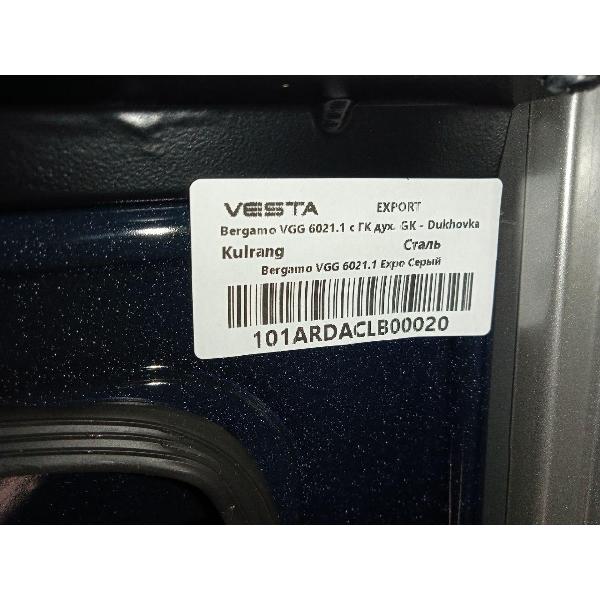 VESTA EXPORT
Bergamo VGG 6021.1 с ГК дух. GK - Dukhovka
Kulrang Сталь
Bergamo VGG 6021.1 Expo Серый
101ARDACLB00020